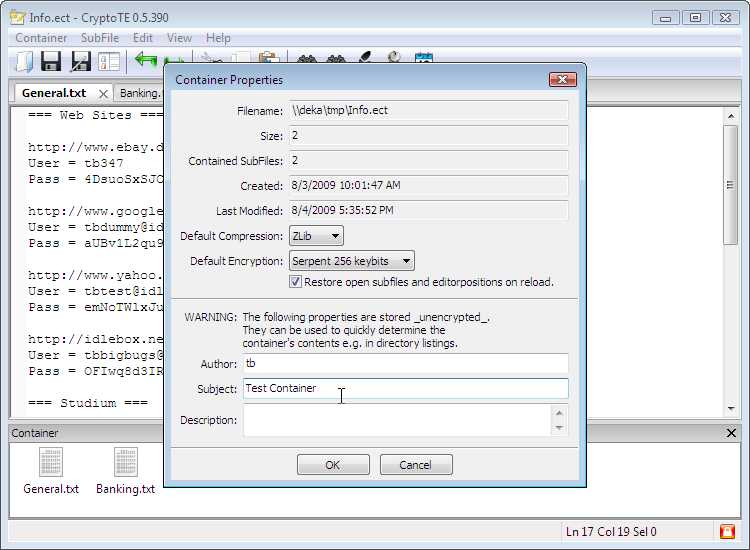 Info.ect - CryptoTE 0.5.390
Container SubFile Edit View Help
General.txt
Banking.
=== Web Sites ===
http://www.ebay.d
User = tb347
Pass = 4DsuoSxSJO
http://www.google
User = tbdummy@id
Pass = aUBv1L2qu9
http://www.yahoo.
User = tbtest@idl
Pass = emNoTWlxJu
http://idlebox.ne
User = tbbigbugs@
Pass = OFIwq8d3IR
=== Studium ===
Container Properties
Filename: \\deka\tmp\Info.ect
Size: 2
Contained SubFiles: 2
Created: 8/3/2009 10:01:47 AM
Last Modified: 8/4/2009 5:35:52 PM
Default Compression: ZLib
Default Encryption: Serpent 256 keybits
Restore open subfiles and editorpositions on reload.
WARNING: The following properties are stored _unencrypted_.
They can be used to quickly determine the
container's contents e.g. in directory listings.
Author: tb
Subject: Test Container
Description:
OK Cancel
Container
General.txt Banking.txt
Ln 17 Col 19 Sel 0